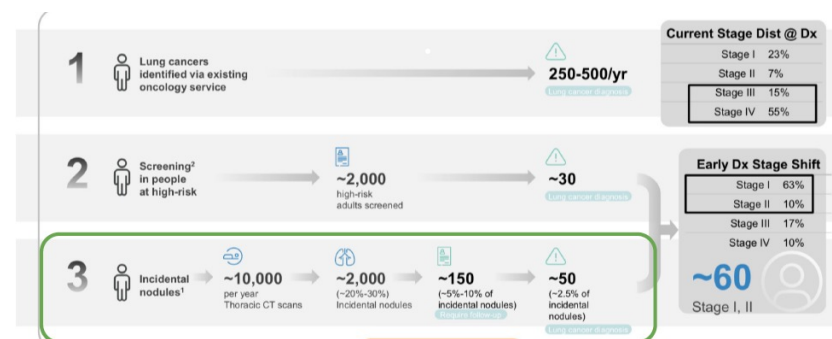 1
Lung cancers
identified via existing
oncology service
250-500/yr
Lung cancer diagnosis
Current Stage Dist @ Dx
Stage I 23%
Stage II 7%
Stage III 15%
Stage IV 55%
2
Screening²
in people
at high-risk
~2,000
high-risk
adults screened
~30
Lung cancer diagnosis
Early Dx Stage Shift
Stage I 63%
Stage II 10%
Stage III 17%
Stage IV 10%
~60
Stage I, II
3
Incidental
nodules¹
~10,000
per year
Thoracic CT scans
~2,000
(~20%-30%)
Incidental nodules
~150
(~5%-10% of
incidental nodules)
Require follow-up
~50
(~2.5% of
incidental
nodules)
Lung cancer diagnosis